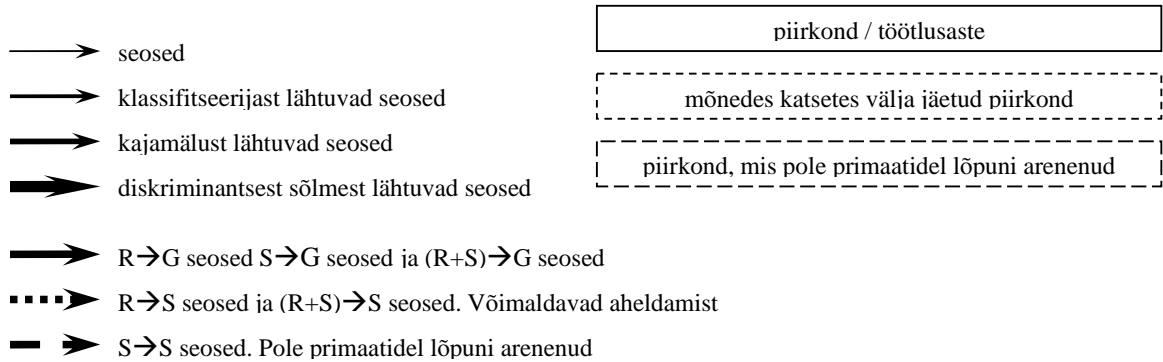 seosed
klassifitseerijast lähtuvad seosed
kajamälust lähtuvad seosed
diskriminantsest sõlmest lähtuvad seosed
R→G seosed S→G seosed ja (R+S)→G seosed
R→S seosed ja (R+S)→S seosed. Võimaldavad aheldamist
S→S seosed. Pole primaatidel lõpuni arenenud
piirkond / töötlusaste
mõnedes katsetes välja jäetud piirkond
piirkond, mis pole primaatidel lõpuni arenenud